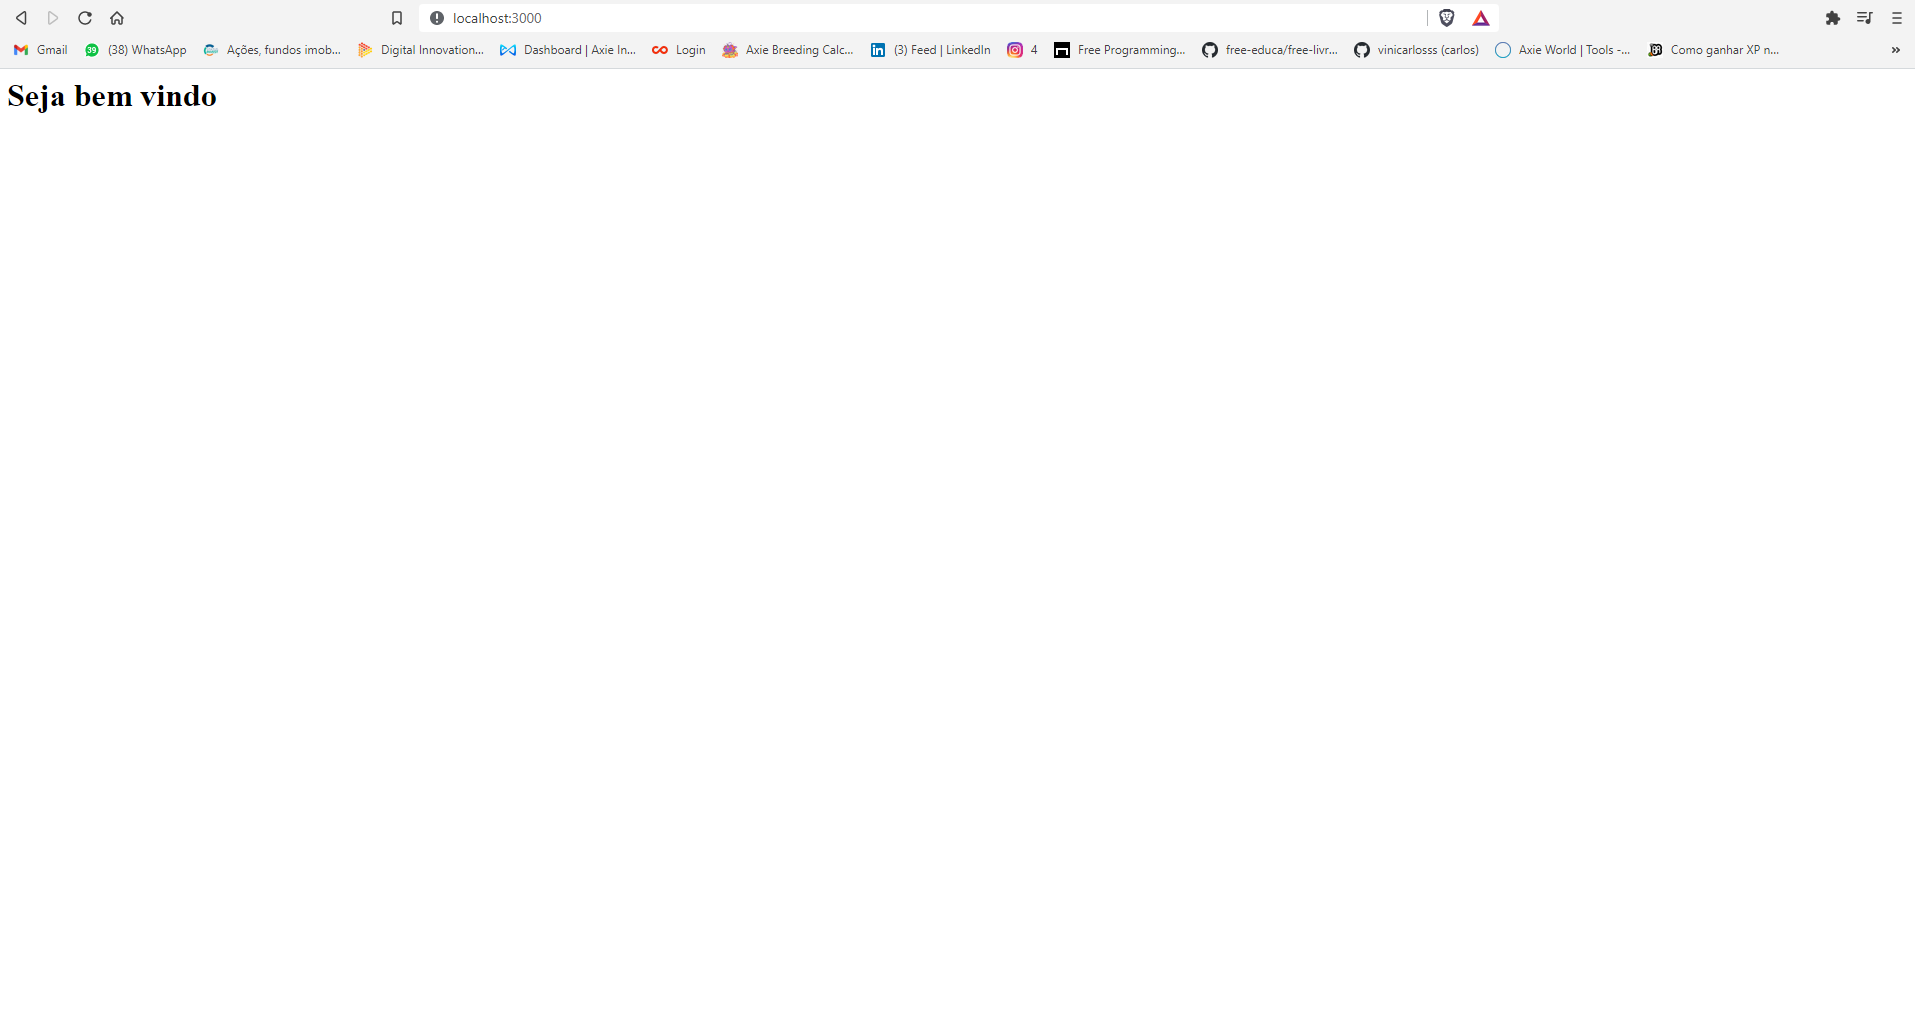 localhost:3000
Gmail 39 (38) WhatsApp Ações, fundos imob... Digital Innovation... Dashboard | Axie In... Login Axie Breeding Calc... in (3) Feed | LinkedIn 4 Free Programming... free-educa/free-livr... vinicarlosss (carlos) Axie World | Tools -... Como ganhar XP n... »
Seja bem vindo